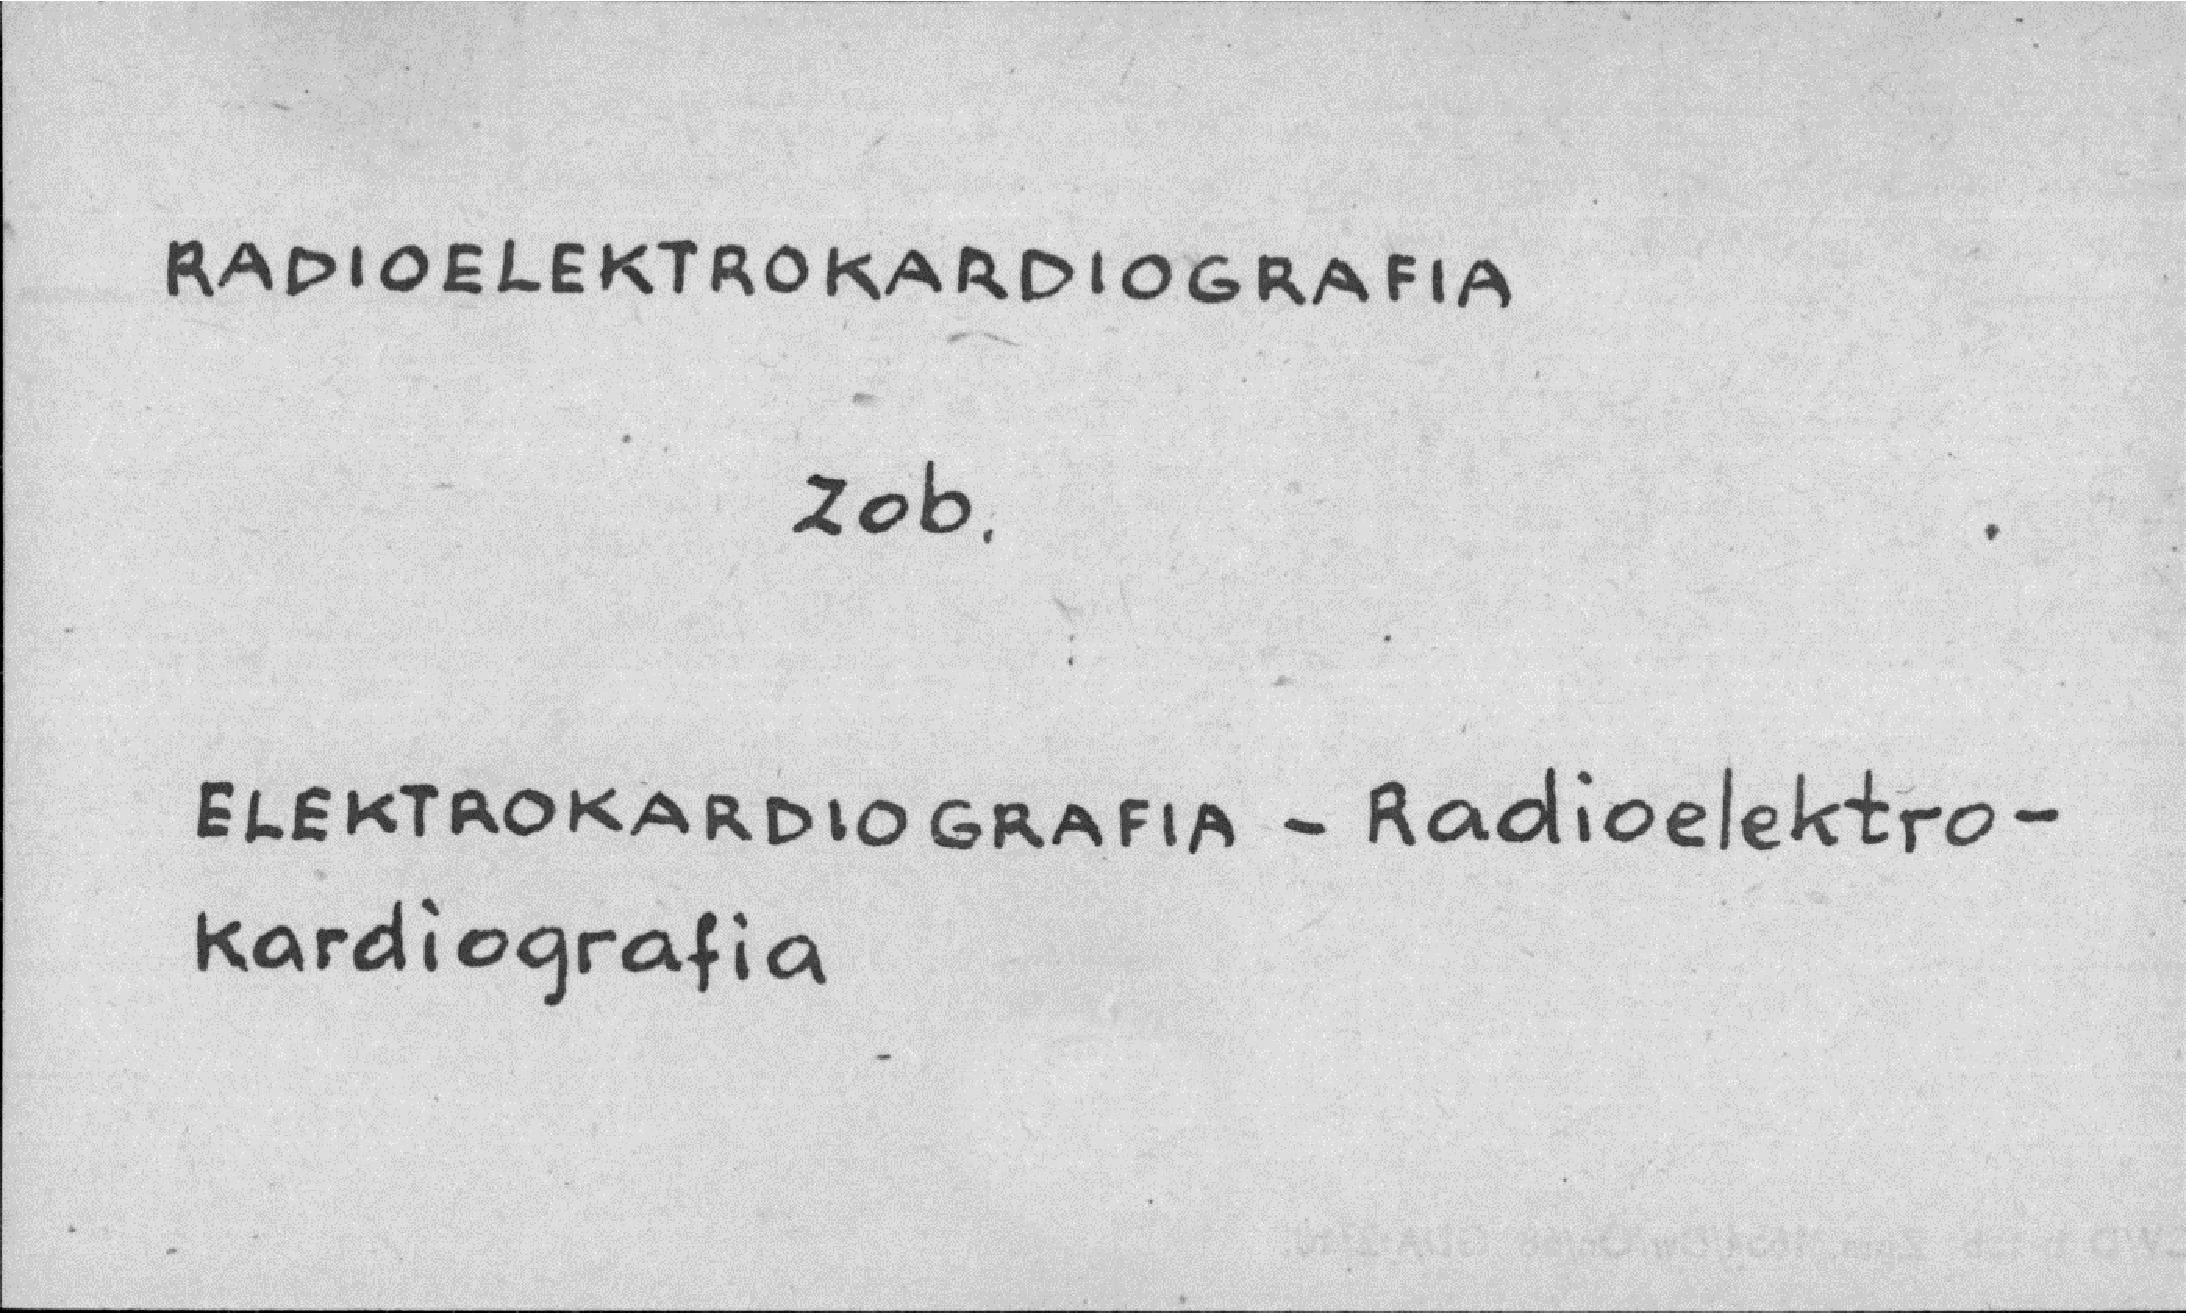 RADIOELEKTROKARDIOGRAFIA
zob.
ELEKTROKARDIOGRAFIA - Radioelektro-
kardiografia